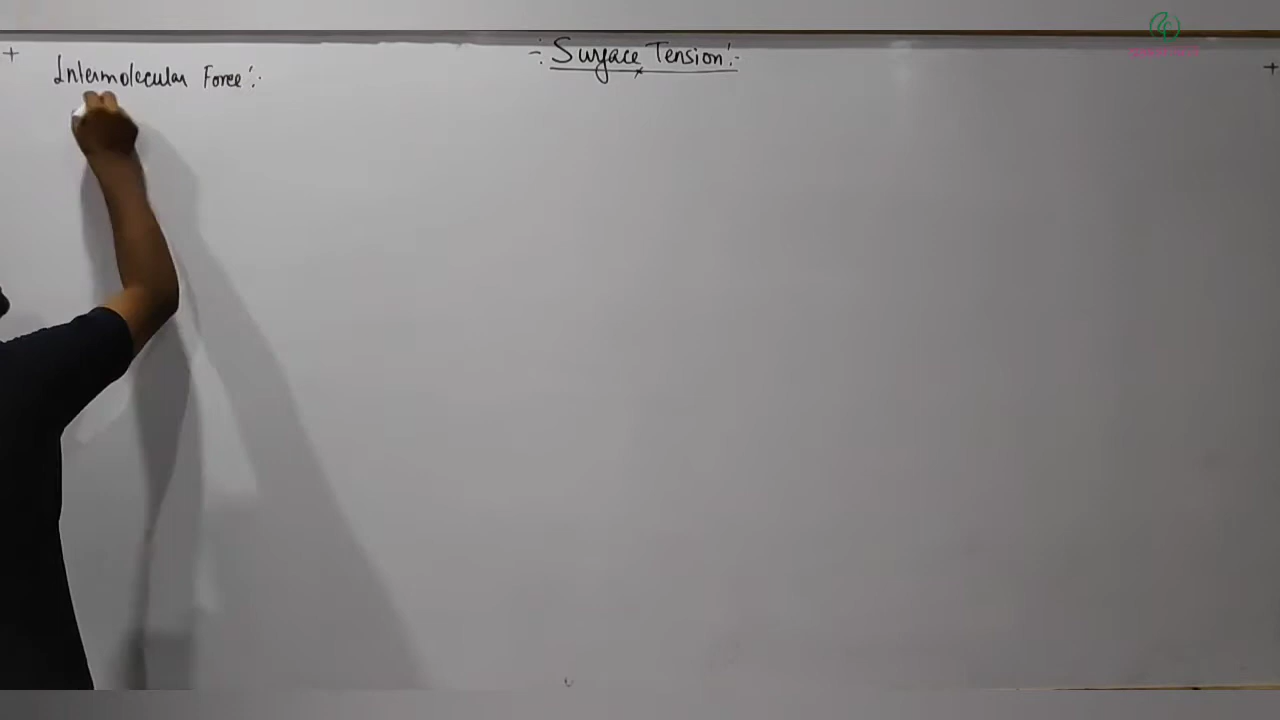 -: Surface Tension :-
Intermolecular Force :-